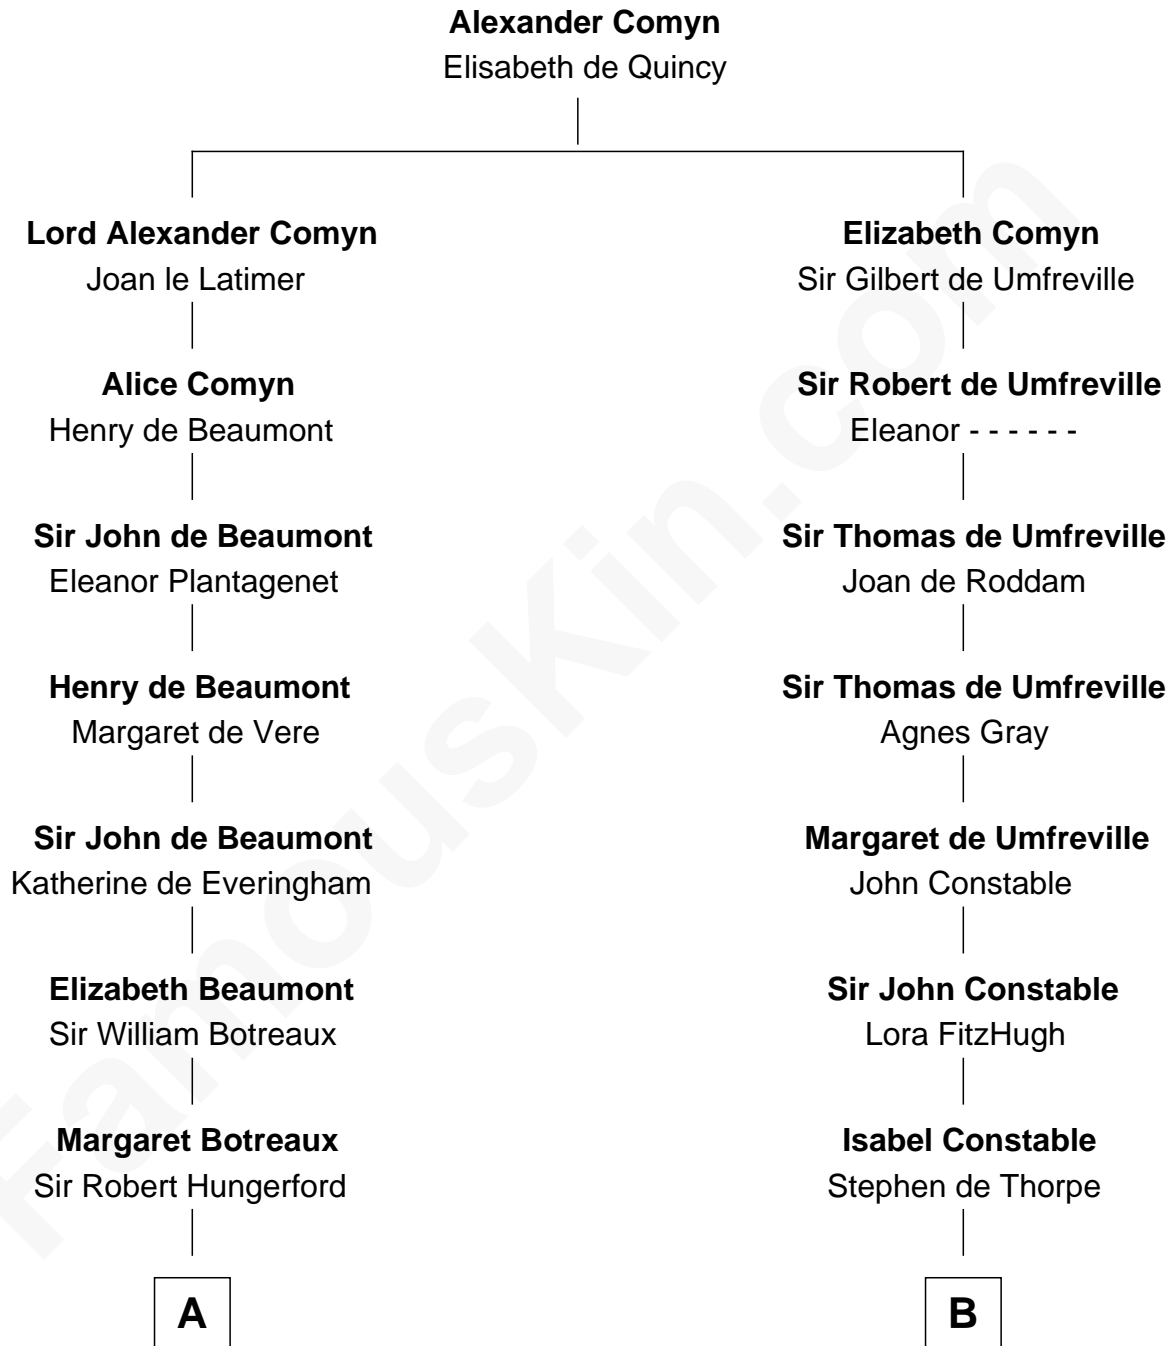 Alexander Comyn
Elisabeth de Quincy
Lord Alexander Comyn
Joan le Latimer
Elizabeth Comyn
Sir Gilbert de Umfreville
Alice Comyn
Henry de Beaumont
Sir Robert de Umfreville
Eleanor - - - - - -
Sir John de Beaumont
Eleanor Plantagenet
Sir Thomas de Umfreville
Joan de Roddam
Henry de Beaumont
Margaret de Vere
Sir Thomas de Umfreville
Agnes Gray
Sir John de Beaumont
Katherine de Everingham
Margaret de Umfreville
John Constable
Elizabeth Beaumont
Sir William Botreaux
Sir John Constable
Lora FitzHugh
Margaret Botreaux
Sir Robert Hungerford
Isabel Constable
Stephen de Thorpe
A
B
FamousKin.com